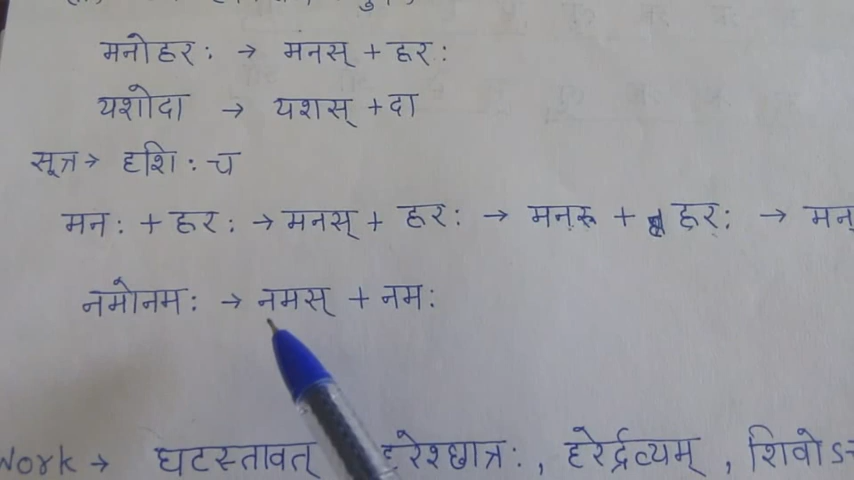 मनोहर: → मनस् + हर:
यशोदा → यशस् + दा
सूत्र → हशि: च
मन: + हर: → मनस् + हर: → मनरू + हर: → मन
नमोनम: → नमस् + नम:
Work → घटस्तावत् हरेश्छात्र:, हरेर्द्रव्यम्, शिवोऽ